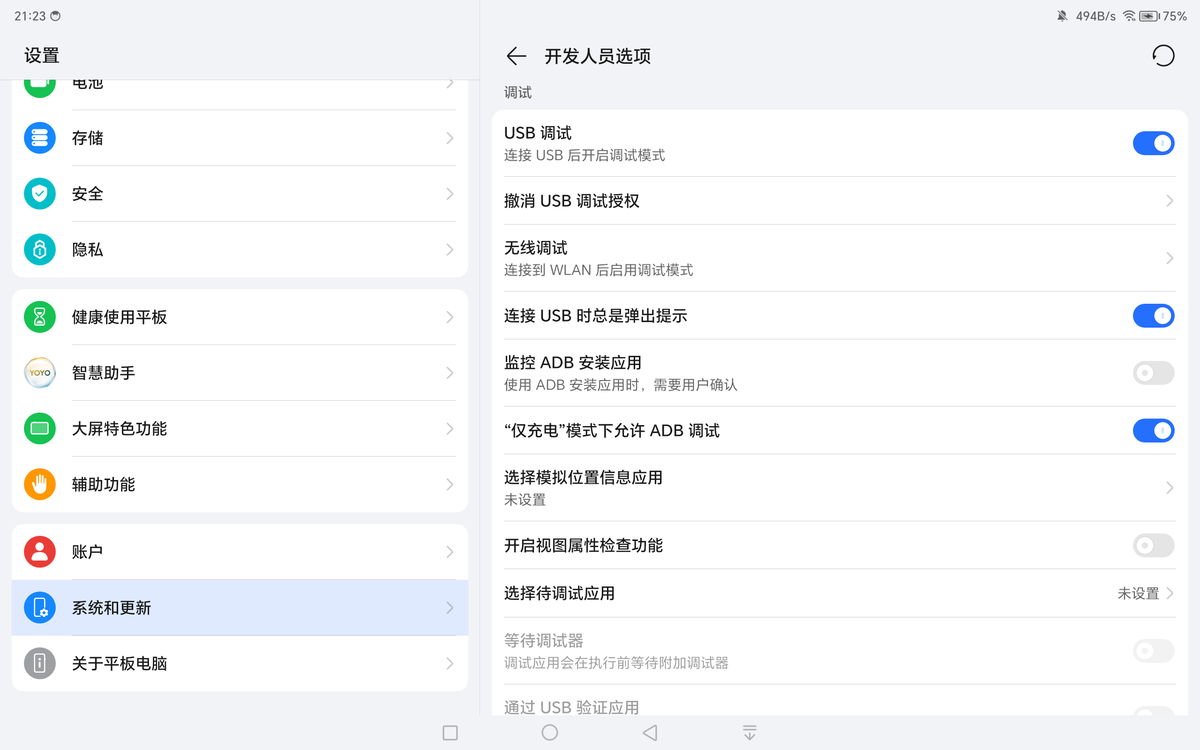 21:23
494B/s
75%
设置
电池
存储
安全
隐私
健康使用平板
YOYO
智慧助手
大屏特色功能
辅助功能
账户
系统和更新
关于平板电脑
开发人员选项
调试
USB 调试
连接 USB 后开启调试模式
撤消 USB 调试授权
无线调试
连接到 WLAN 后启用调试模式
连接 USB 时总是弹出提示
监控 ADB 安装应用
使用 ADB 安装应用时，需要用户确认
“仅充电”模式下允许 ADB 调试
选择模拟位置信息应用
未设置
开启视图属性检查功能
选择待调试应用
未设置
等待调试器
调试应用会在执行前等待附加调试器
通过 USB 验证应用